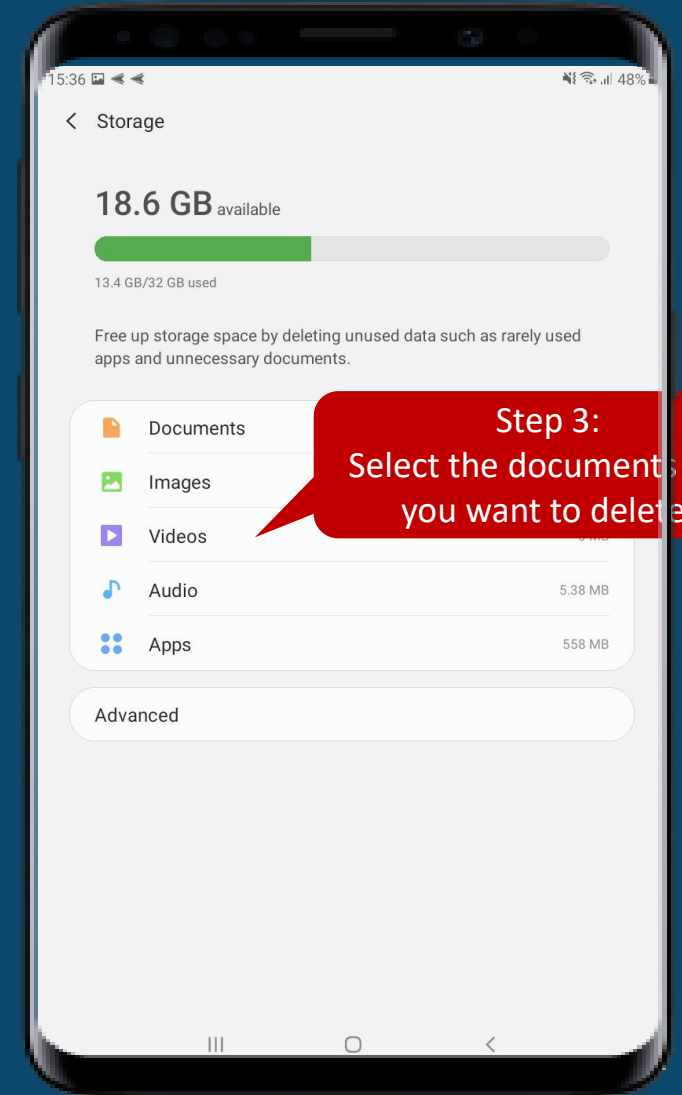 15:36 48%
Storage
18.6 GB available
13.4 GB/32 GB used
Free up storage space by deleting unused data such as rarely used
apps and unnecessary documents.
Documents
Step 3:
Select the documents
you want to delete
Images
Videos
Audio 5.38 MB
Apps 558 MB
Advanced